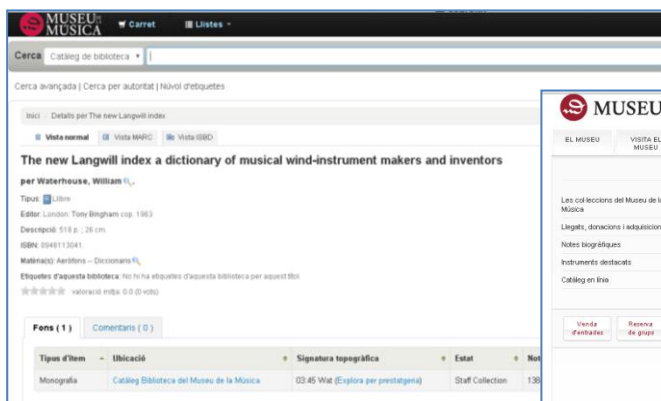 MUSEU DE LA
MÚSICA
Carret
Llistes
Cerca
Catàleg de biblioteca
Cerca avançada | Cerca per autoritat | Núvol d'etiquetes
Inici
Detalls per The new Langwill index
Vista normal
Vista MARC
Vista ISBD
The new Langwill index a dictionary of musical wind-instrument makers and inventors
per Waterhouse, William
Tipus: Llibre
Editor: London: Tony Bingham cop. 1993
Descripció: 518 p. ; 26 cm.
ISBN: 0946113041.
Matèria(s): Aeròfons -- Diccionaris
Etiquetes d'aquesta biblioteca: No hi ha etiquetes d'aquesta biblioteca per aquest títol.
valoració mitja: 0.0 (0 vots)
Fons ( 1 )
Comentaris ( 0 )
Tipus d'ítem
Ubicació
Signatura topogràfica
Estat
Not
Monografia
Catàleg Biblioteca del Museu de la Música
03.45 Wat (Explora per prestatgeria)
Staff Collection
138
MUSEU
EL MUSEU
VISITA EL
MUSEU
Les col·leccions del Museu de la
Música
Llegats, donacions i adquisicion
Notes biogràfiques
Instruments destacats
Catàleg en línia
Venda
d'entrades
Reserva
de grups